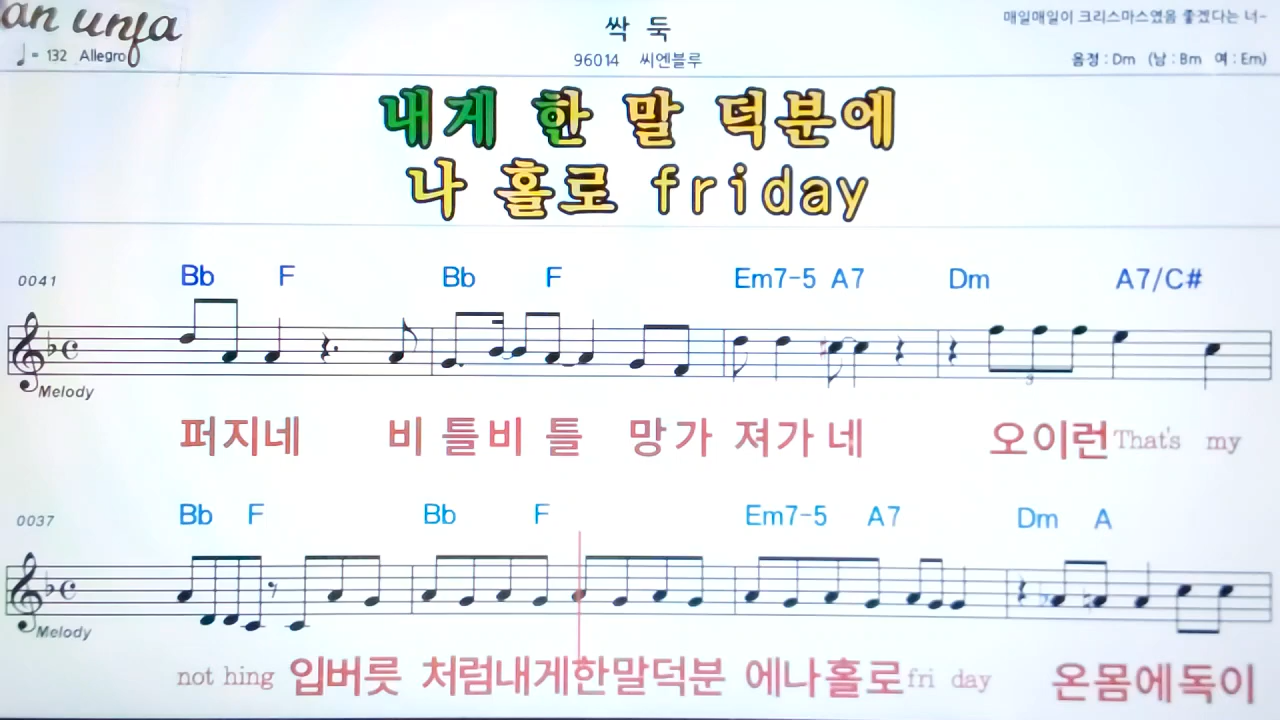 an unfa
♩= 132 Allegro
싹 둑
96014 씨엔블루
매일매일이 크리스마스였음 좋겠다는 너-
음정 : Dm (남 : Bm 여 : Em)
내게 한 말 덕분에
나 홀로 friday
0041 Bb F Bb F Em7-5 A7 Dm A7/C#
3
Melody
퍼지네 비 틀비 틀 망가 져가 네 오이런 That's my
0037 Bb F Bb F Em7-5 A7 Dm A
Melody
not hing 입버릇 처럼내게한말덕분 에나홀로 fri day 온몸에독이